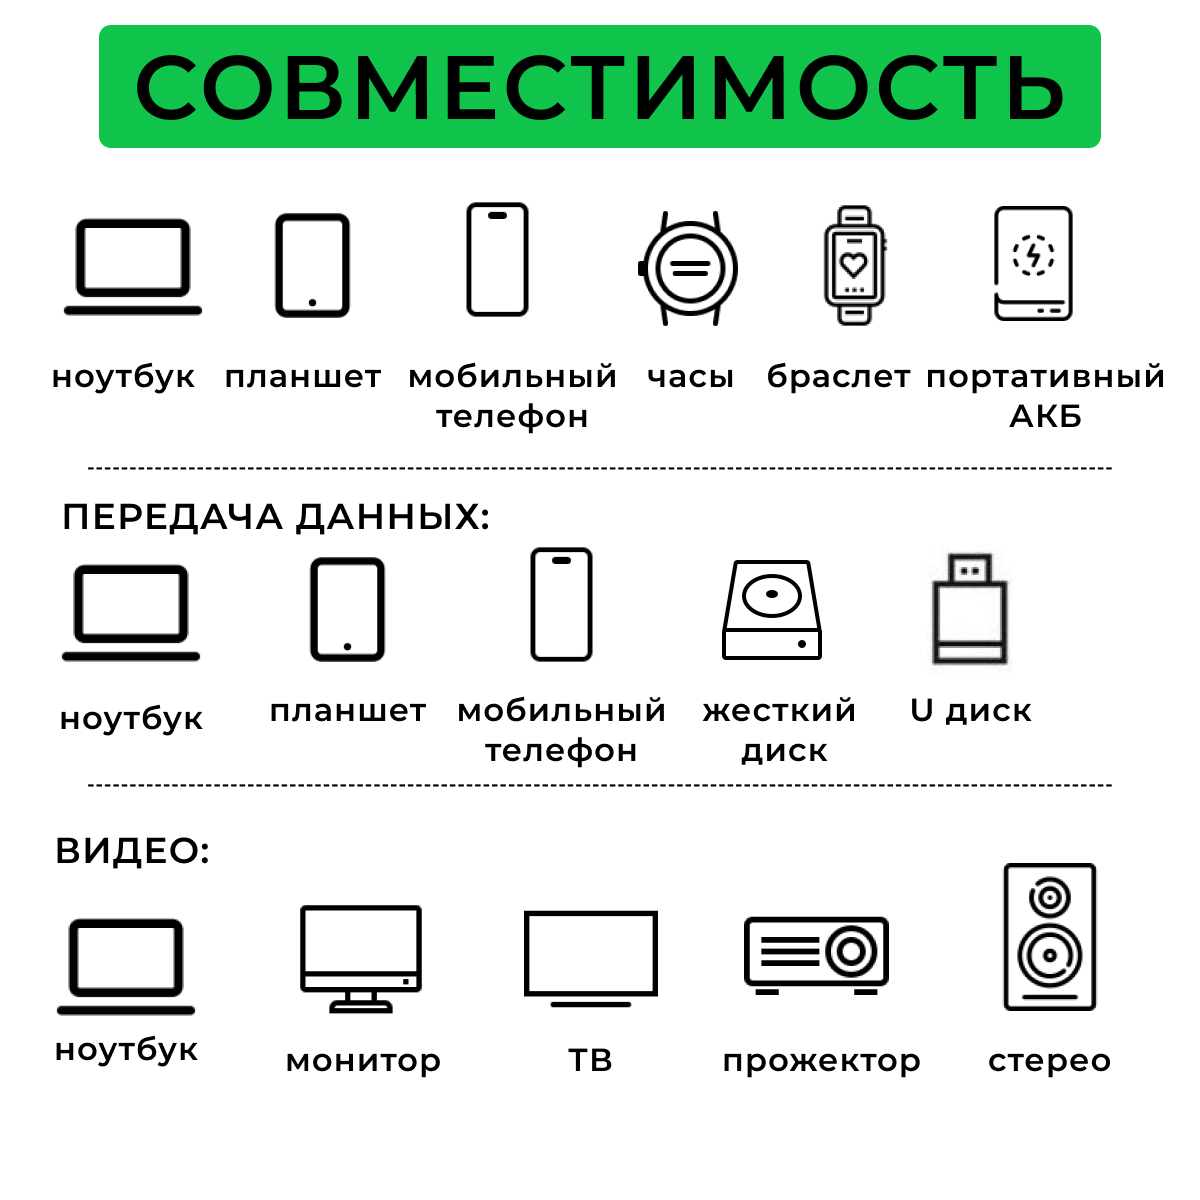 СОВМЕСТИМОСТЬ
ноутбук планшет мобильный часы браслет портативный
телефон АКБ
ПЕРЕДАЧА ДАННЫХ:
ноутбук планшет мобильный жесткий U диск
телефон диск
ВИДЕО:
ноутбук монитор ТВ прожектор стерео